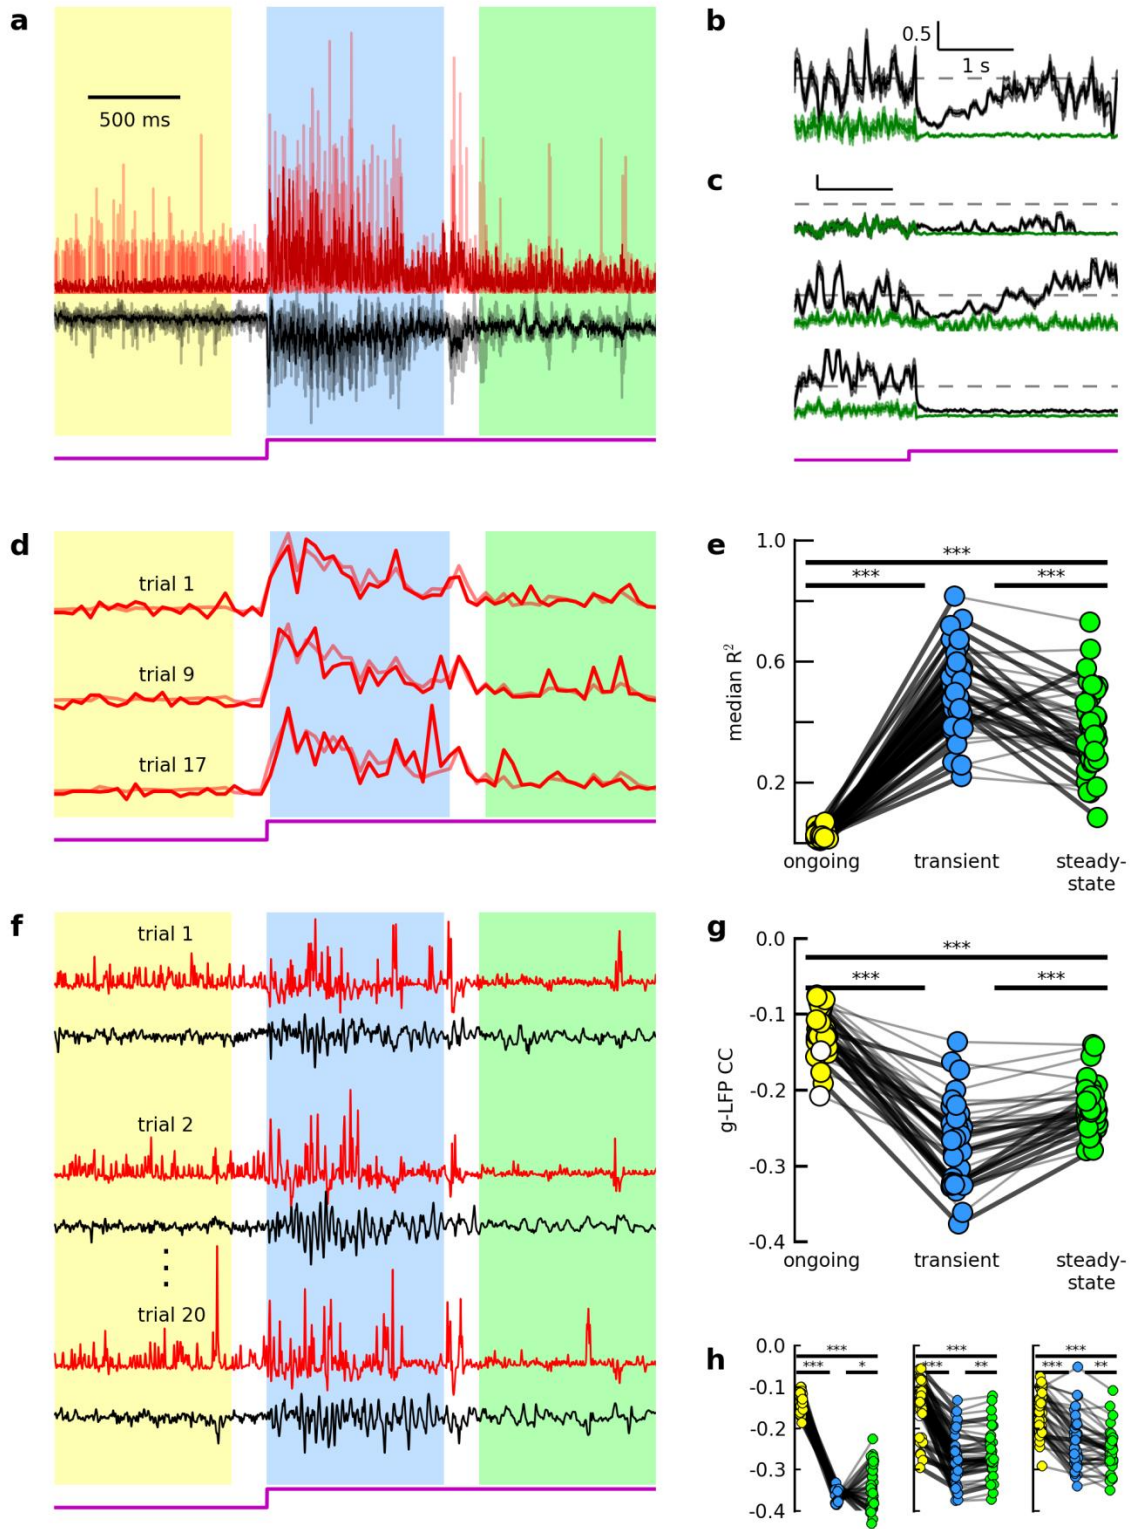 a
500 ms
b
0.5
1 s
c
d
trial 1
trial 9
trial 17
e
1.0
0.6
0.2
median R²
***
***
***
ongoing
transient
steady-
state
f
trial 1
trial 2
trial 20
g
0.0
-0.1
-0.2
-0.3
-0.4
g-LFP CC
***
***
***
ongoing
transient
steady-
state
h
0.0
-0.1
-0.2
-0.3
-0.4
***
***
*
***
***
**
***
***
**